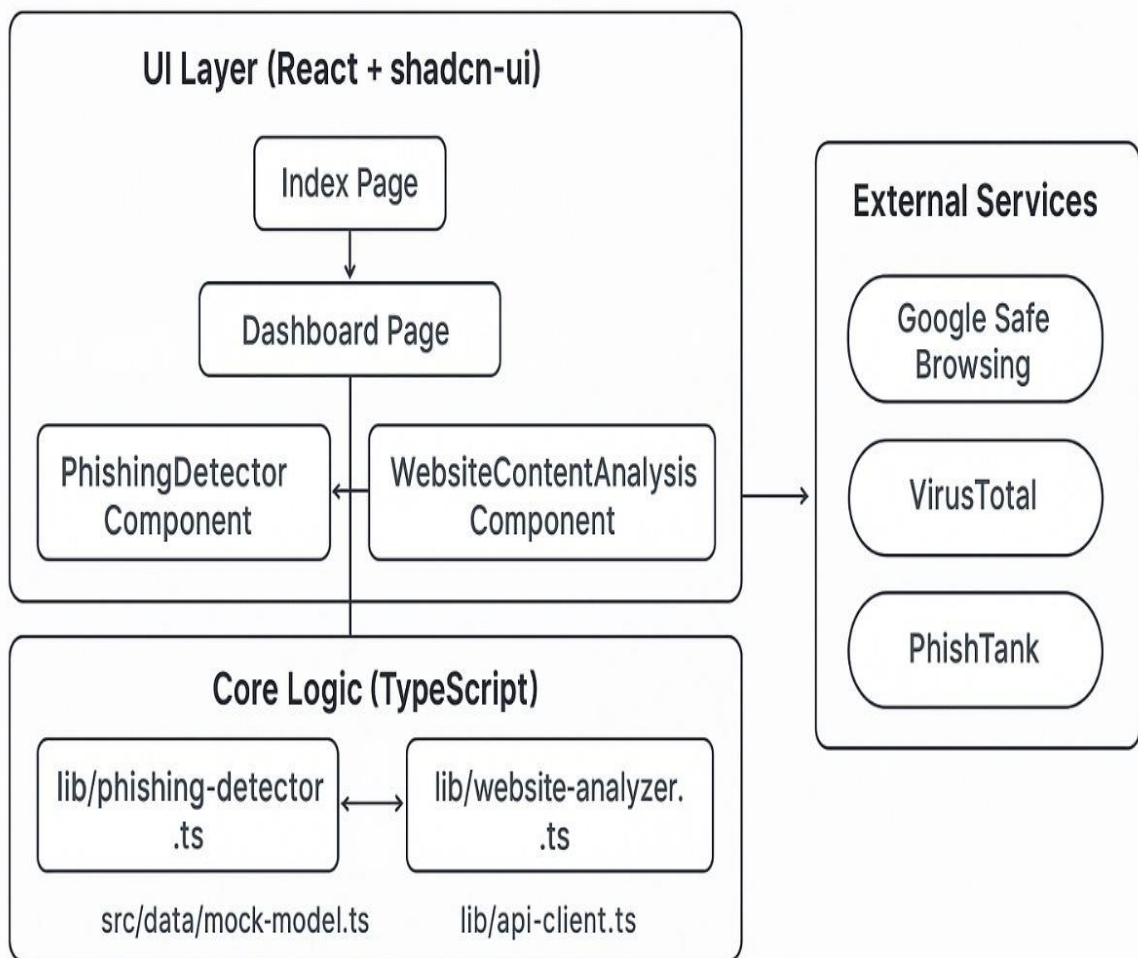 UI Layer (React + shadcn-ui)
Index Page
Dashboard Page
PhishingDetector
Component
WebsiteContentAnalysis
Component
External Services
Google Safe
Browsing
VirusTotal
PhishTank
Core Logic (TypeScript)
lib/phishing-detector
.ts
lib/website-analyzer.
.ts
src/data/mock-model.ts
lib/api-client.ts